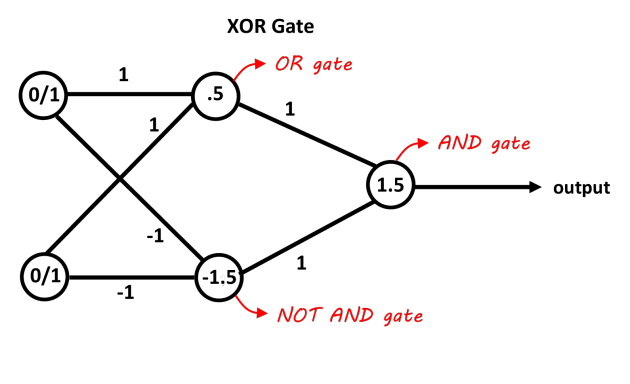 XOR Gate
OR gate
1
0/1
.5
1
1
AND gate
1.5
output
-1
0/1
-1.5
1
-1
NOT AND gate